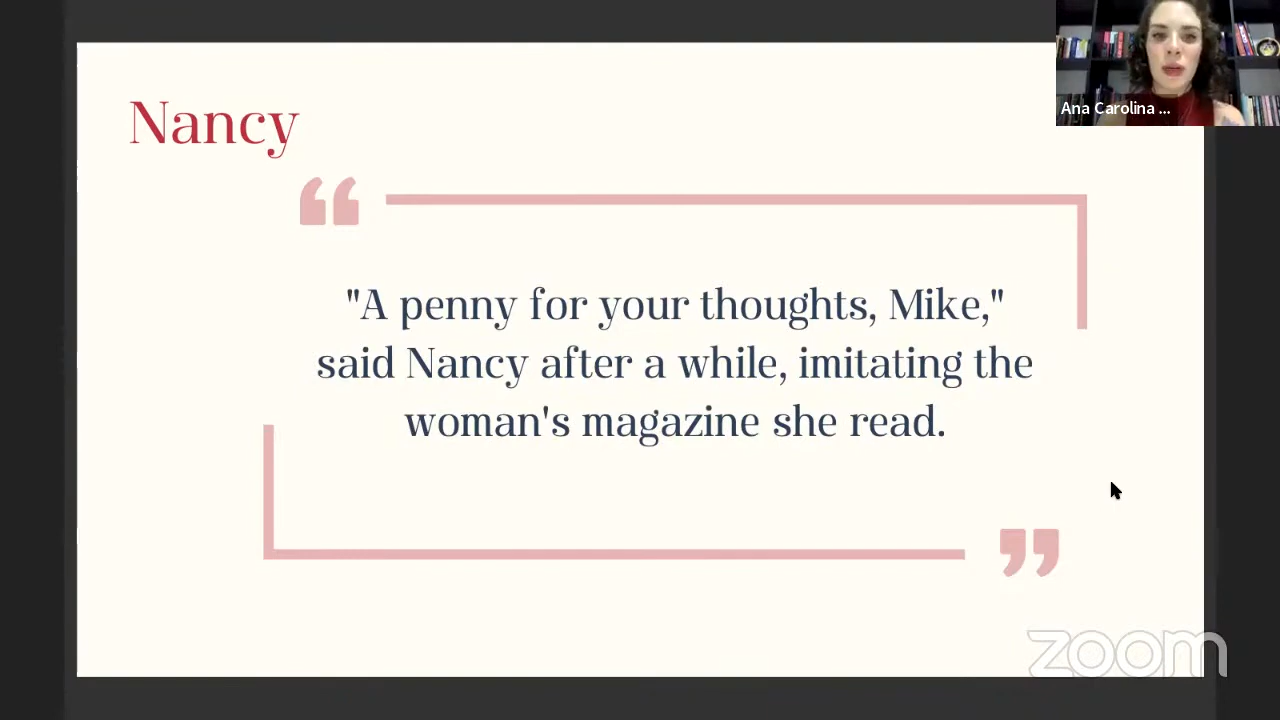 Ana Carolina ...
Nancy
"A penny for your thoughts, Mike,"
said Nancy after a while, imitating the
woman's magazine she read.
zoom